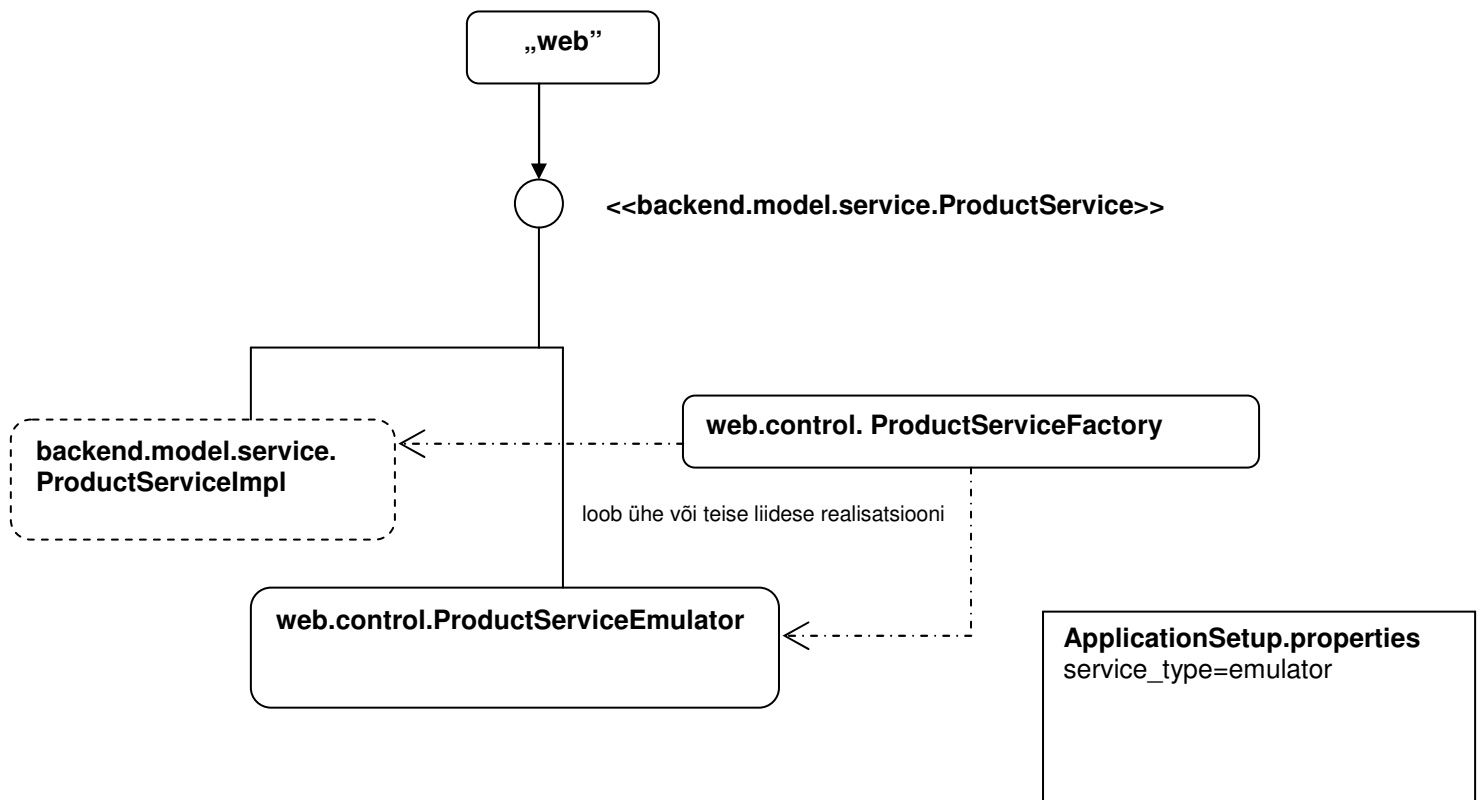 „web”
<<backend.model.service.ProductService>>
web.control. ProductServiceFactory
backend.model.service.
ProductServiceImpl
loob ühe või teise liidese realisatsiooni
web.control.ProductServiceEmulator
ApplicationSetup.properties
service_type=emulator